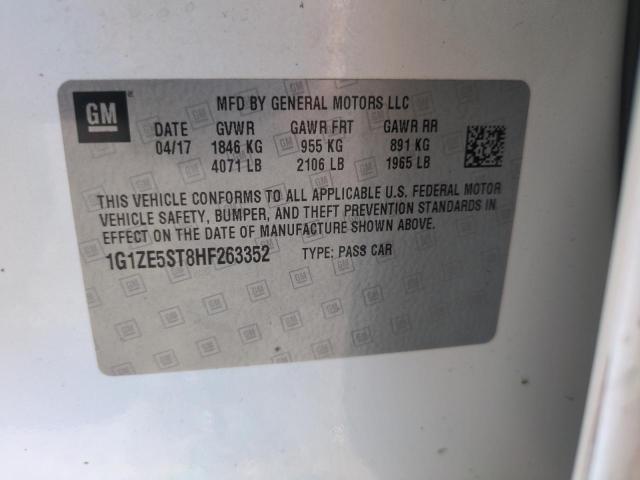 GM
MFD BY GENERAL MOTORS LLC
DATE GVWR GAWR FRT GAWR RR
04/17 1846 KG 955 KG 891 KG
4071 LB 2106 LB 1965 LB
THIS VEHICLE CONFORMS TO ALL APPLICABLE U.S. FEDERAL MOTOR
VEHICLE SAFETY, BUMPER, AND THEFT PREVENTION STANDARDS IN
EFFECT ON THE DATE OF MANUFACTURE SHOWN ABOVE.
1G1ZE5ST8HF263352 TYPE: PASS CAR